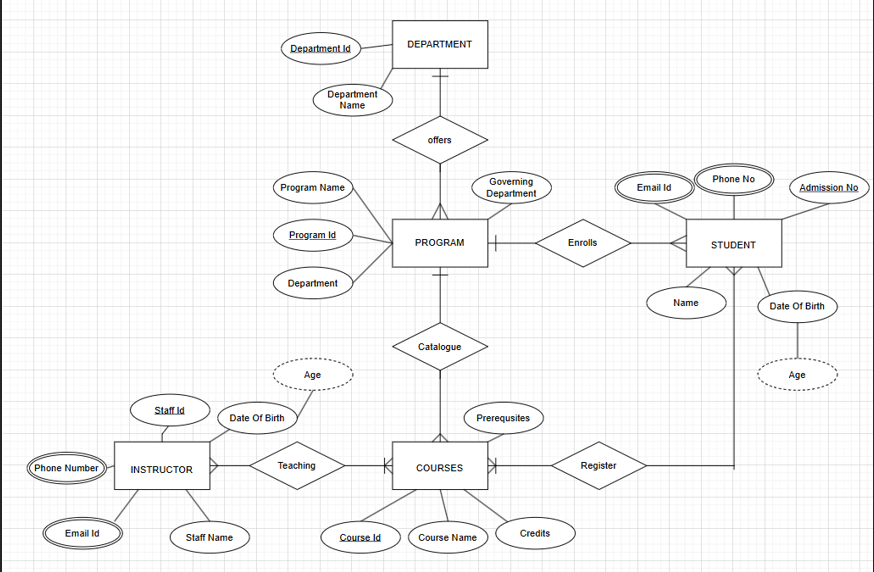 DEPARTMENT
Department Id
Department
Name
offers
Program Name
Governing
Department
Email Id
Phone No
Admission No
Program Id
PROGRAM
Enrolls
STUDENT
Department
Name
Date Of Birth
Catalogue
Age
Age
Staff Id
Date Of Birth
Prerequsites
Phone Number
INSTRUCTOR
Teaching
COURSES
Register
Email Id
Staff Name
Course Id
Course Name
Credits